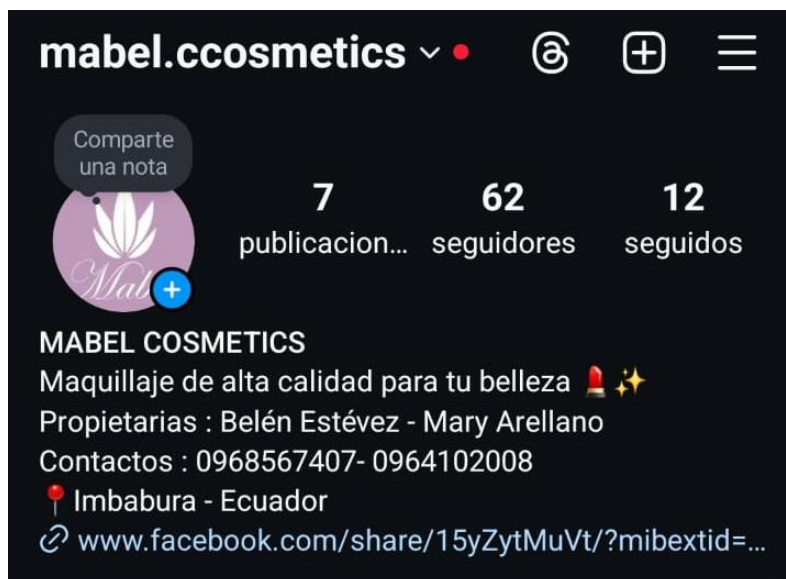 mabel.ccosmetics
Comparte
una nota
Mab
7
publicacion...
62
seguidores
12
seguidos
MABEL COSMETICS
Maquillaje de alta calidad para tu belleza 💄✨
Propietarias : Belén Estévez - Mary Arellano
Contactos : 0968567407- 0964102008
📍Imbabura - Ecuador
www.facebook.com/share/15yZytMuVt/?mibextid=...